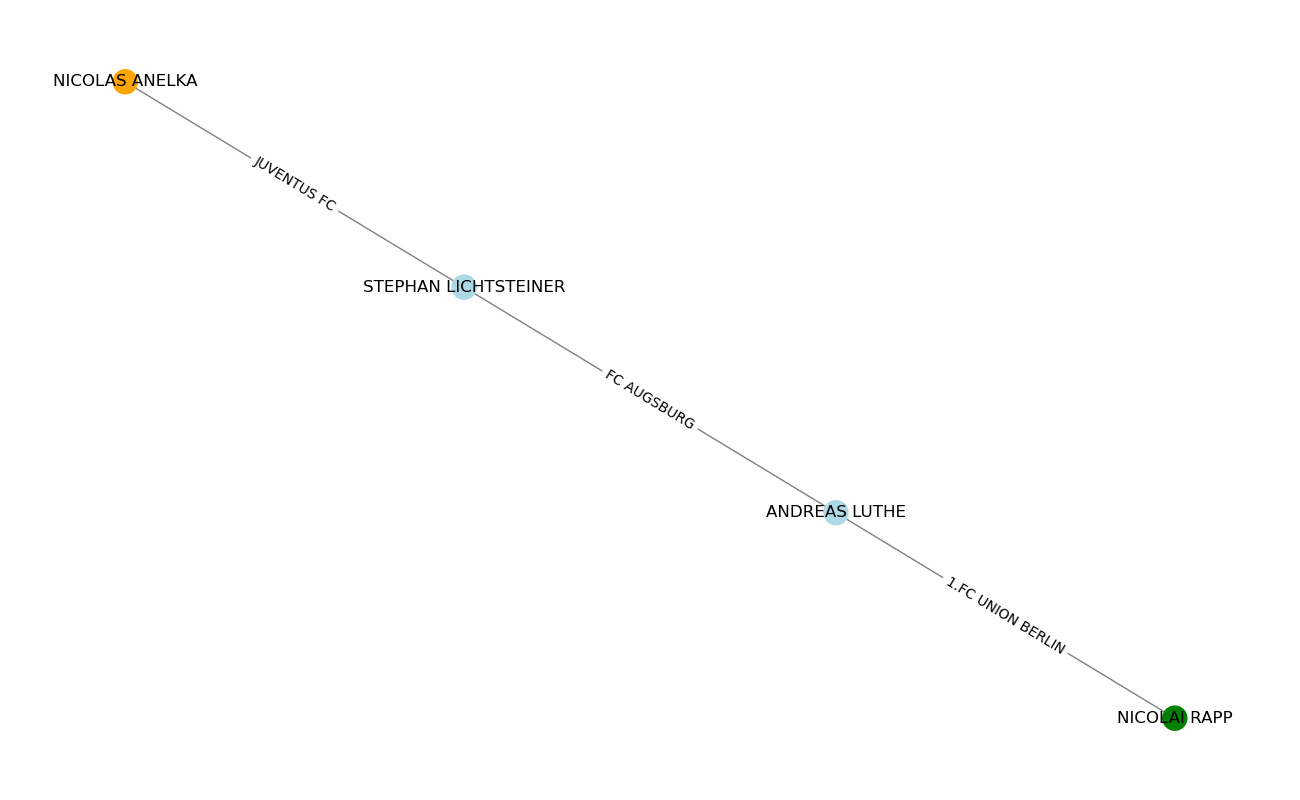 NICOLAS ANELKA
JUVENTUS FC
STEPHAN LICHTSTEINER
FC AUGSBURG
ANDREAS LUTHE
1.FC UNION BERLIN
NICOLAI RAPP